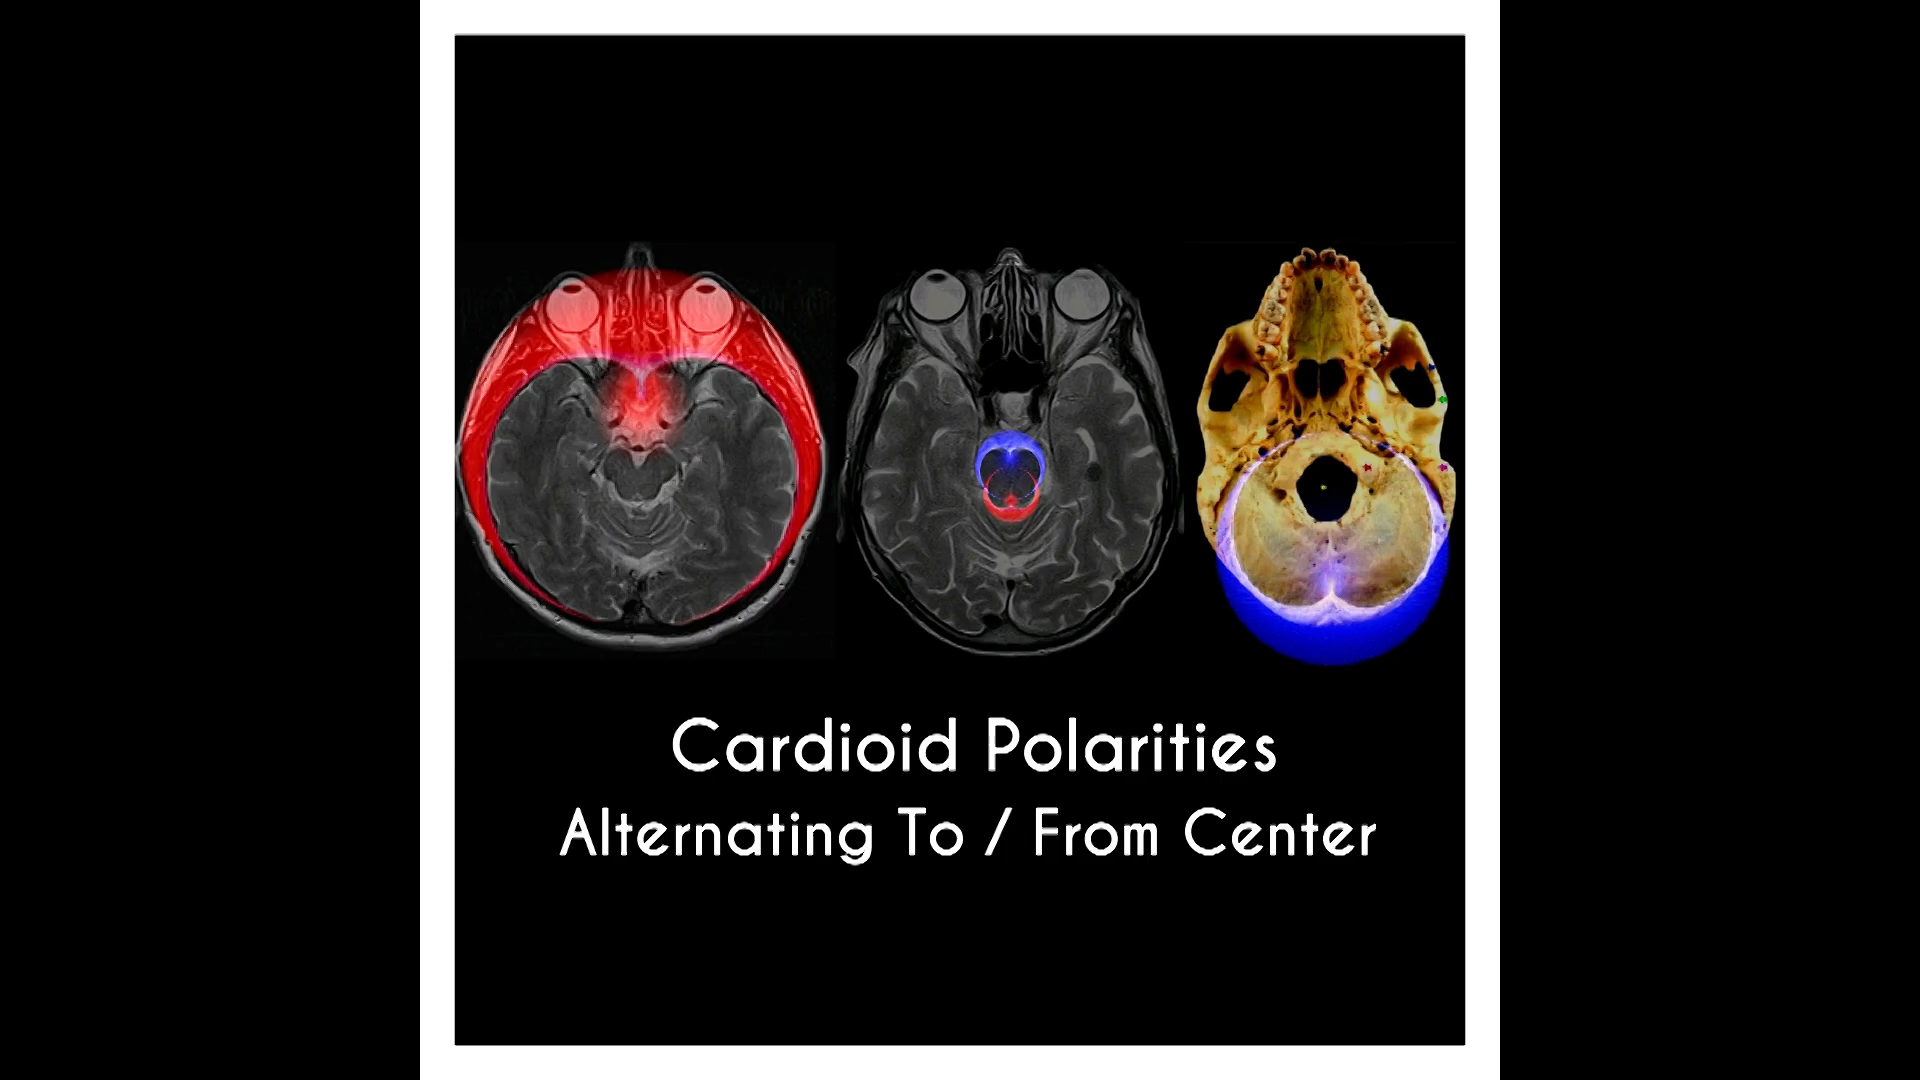 Cardioid Polarities
Alternating To / From Center